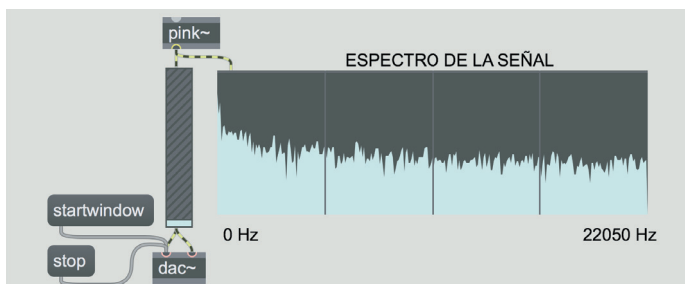 pink~
ESPECTRO DE LA SEÑAL
startwindow
0 Hz
22050 Hz
stop
dac~